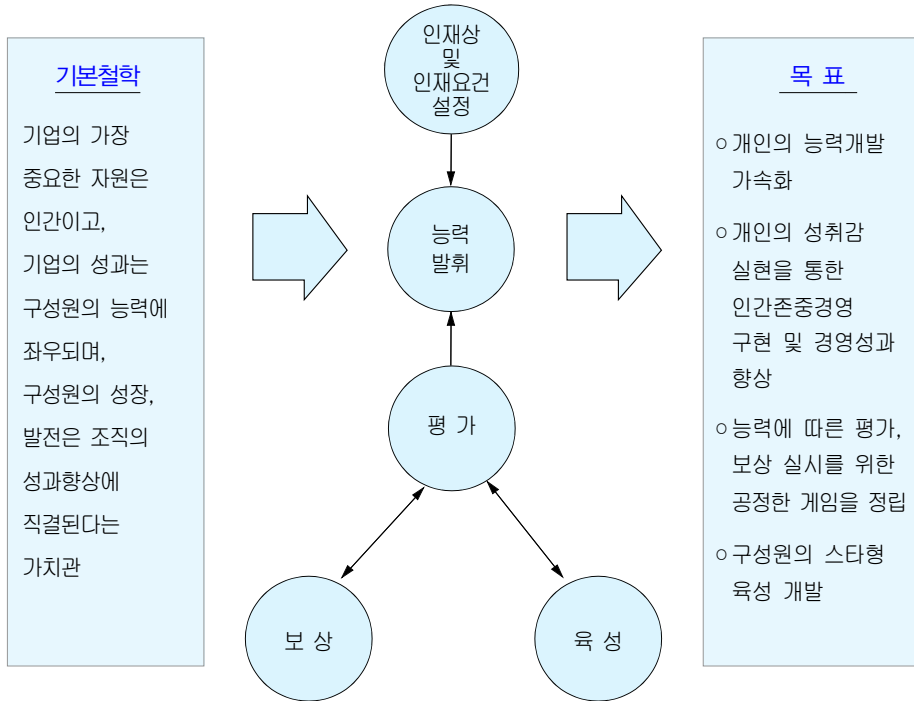 기본철학
기업의 가장
중요한 자원은
인간이고,
기업의 성과는
구성원의 능력에
좌우되며,
구성원의 성장,
발전은 조직의
성과향상에
직결된다는
가치관
인재상
및
인재요건
설정
능력
발휘
평 가
보 상
육 성
목 표
○ 개인의 능력개발
가속화
○ 개인의 성취감
실현을 통한
인간존중경영
구현 및 경영성과
향상
○ 능력에 따른 평가,
보상 실시를 위한
공정한 게임을 정립
○ 구성원의 스타형
육성 개발